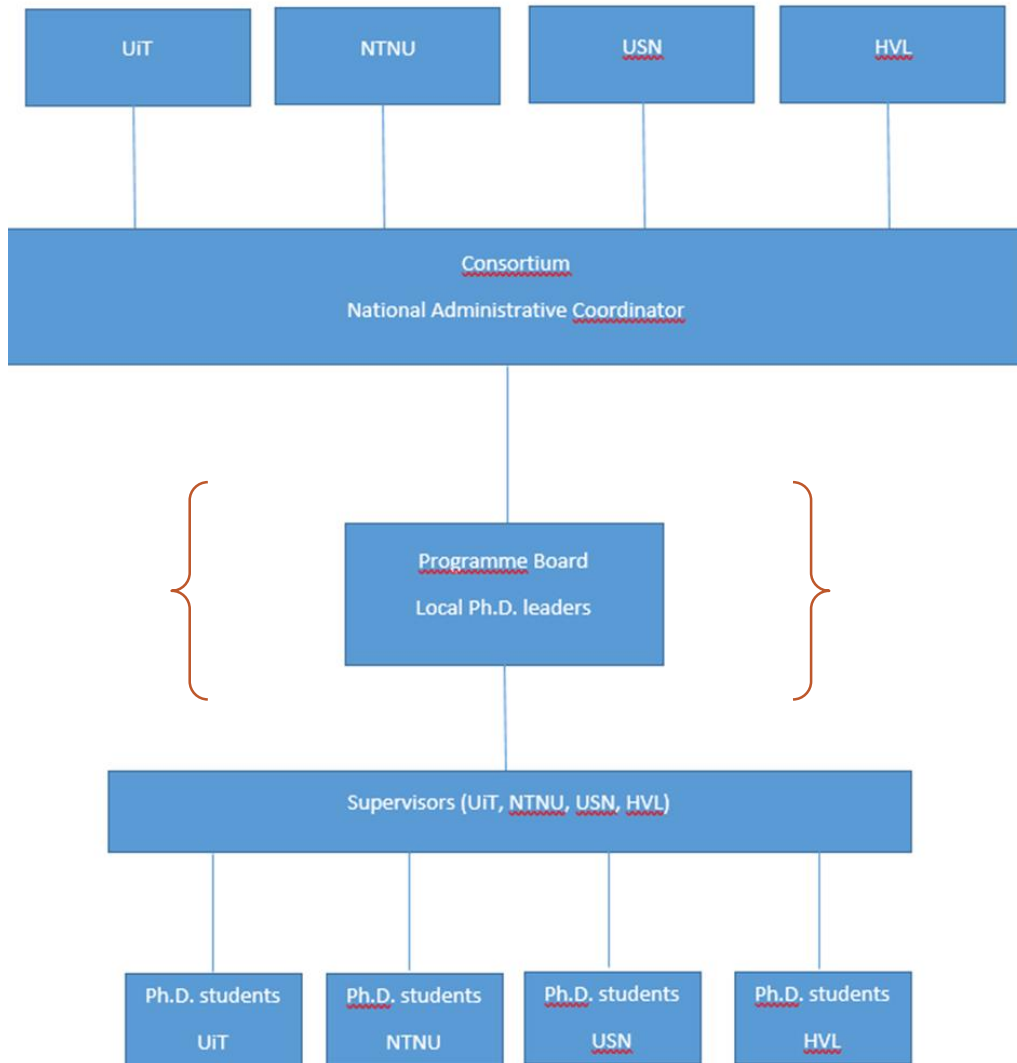 UiT
NTNU
USN
HVL
Consortium
National Administrative Coordinator
Programme Board
Local Ph.D. leaders
Supervisors (UiT, NTNU, USN, HVL)
Ph.D. students
UiT
Ph.D. students
NTNU
Ph.D. students
USN
Ph.D. students
HVL